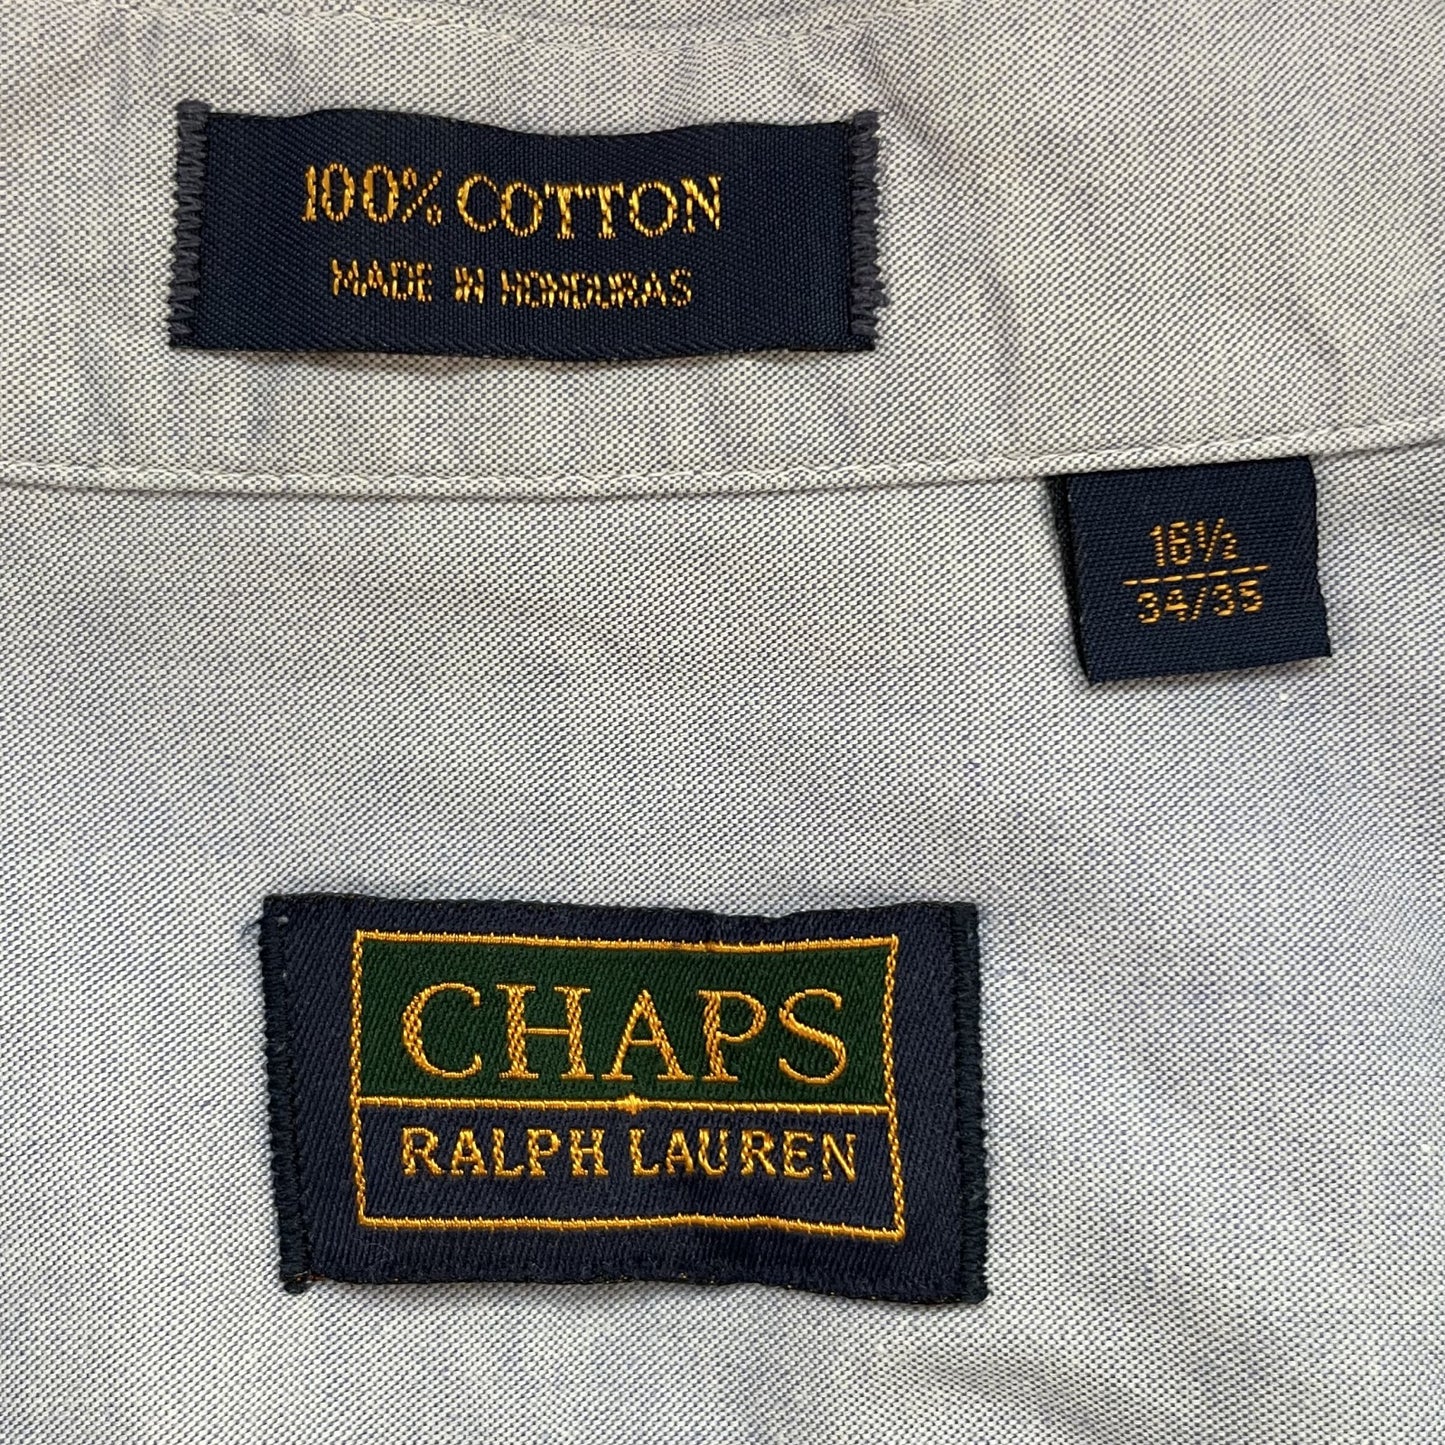 100% COTTON
MADE IN HONDURAS
16½
34/35
CHAPS
RALPH LAUREN